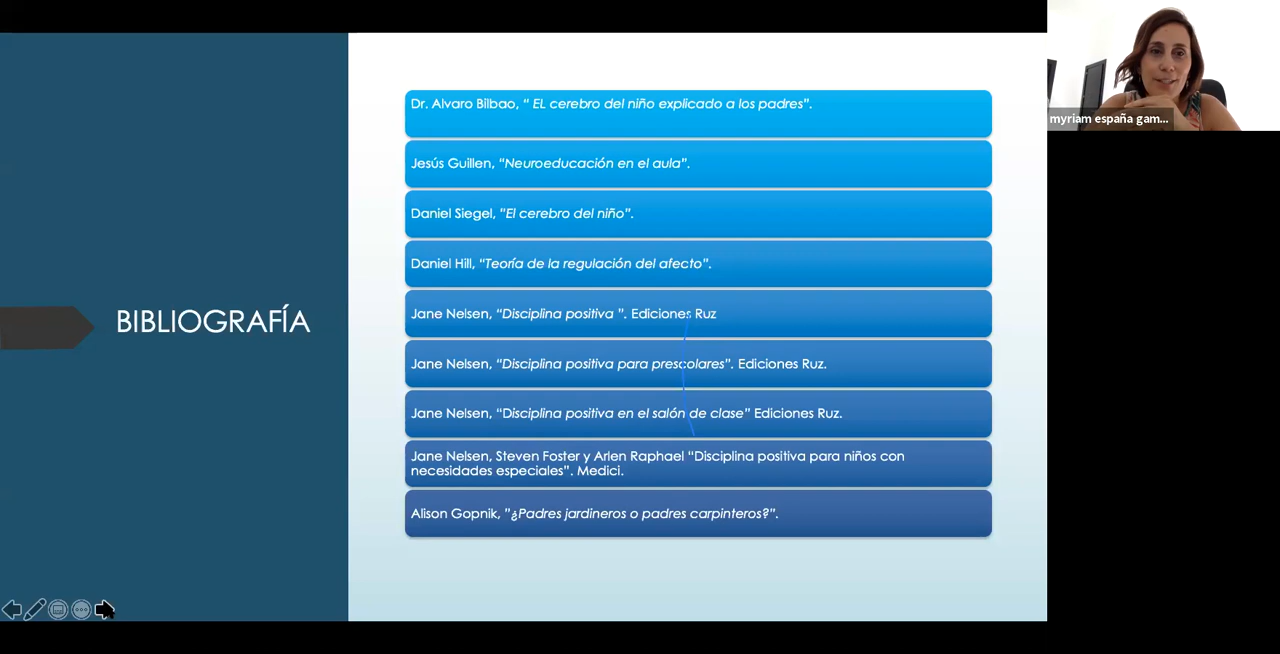 myriam españa gam...
Dr. Alvaro Bilbao, “ EL cerebro del niño explicado a los padres”.
Jesús Guillen, “Neuroeducación en el aula”.
Daniel Siegel, “El cerebro del niño”.
Daniel Hill, “Teoría de la regulación del afecto”.
BIBLIOGRAFÍA
Jane Nelsen, “Disciplina positiva ”. Ediciones Ruz
Jane Nelsen, “Disciplina positiva para prescolares”. Ediciones Ruz.
Jane Nelsen, “Disciplina positiva en el salón de clase” Ediciones Ruz.
Jane Nelsen, Steven Foster y Arlen Raphael “Disciplina positiva para niños con
necesidades especiales”. Medici.
Alison Gopnik, ”¿Padres jardineros o padres carpinteros?”.